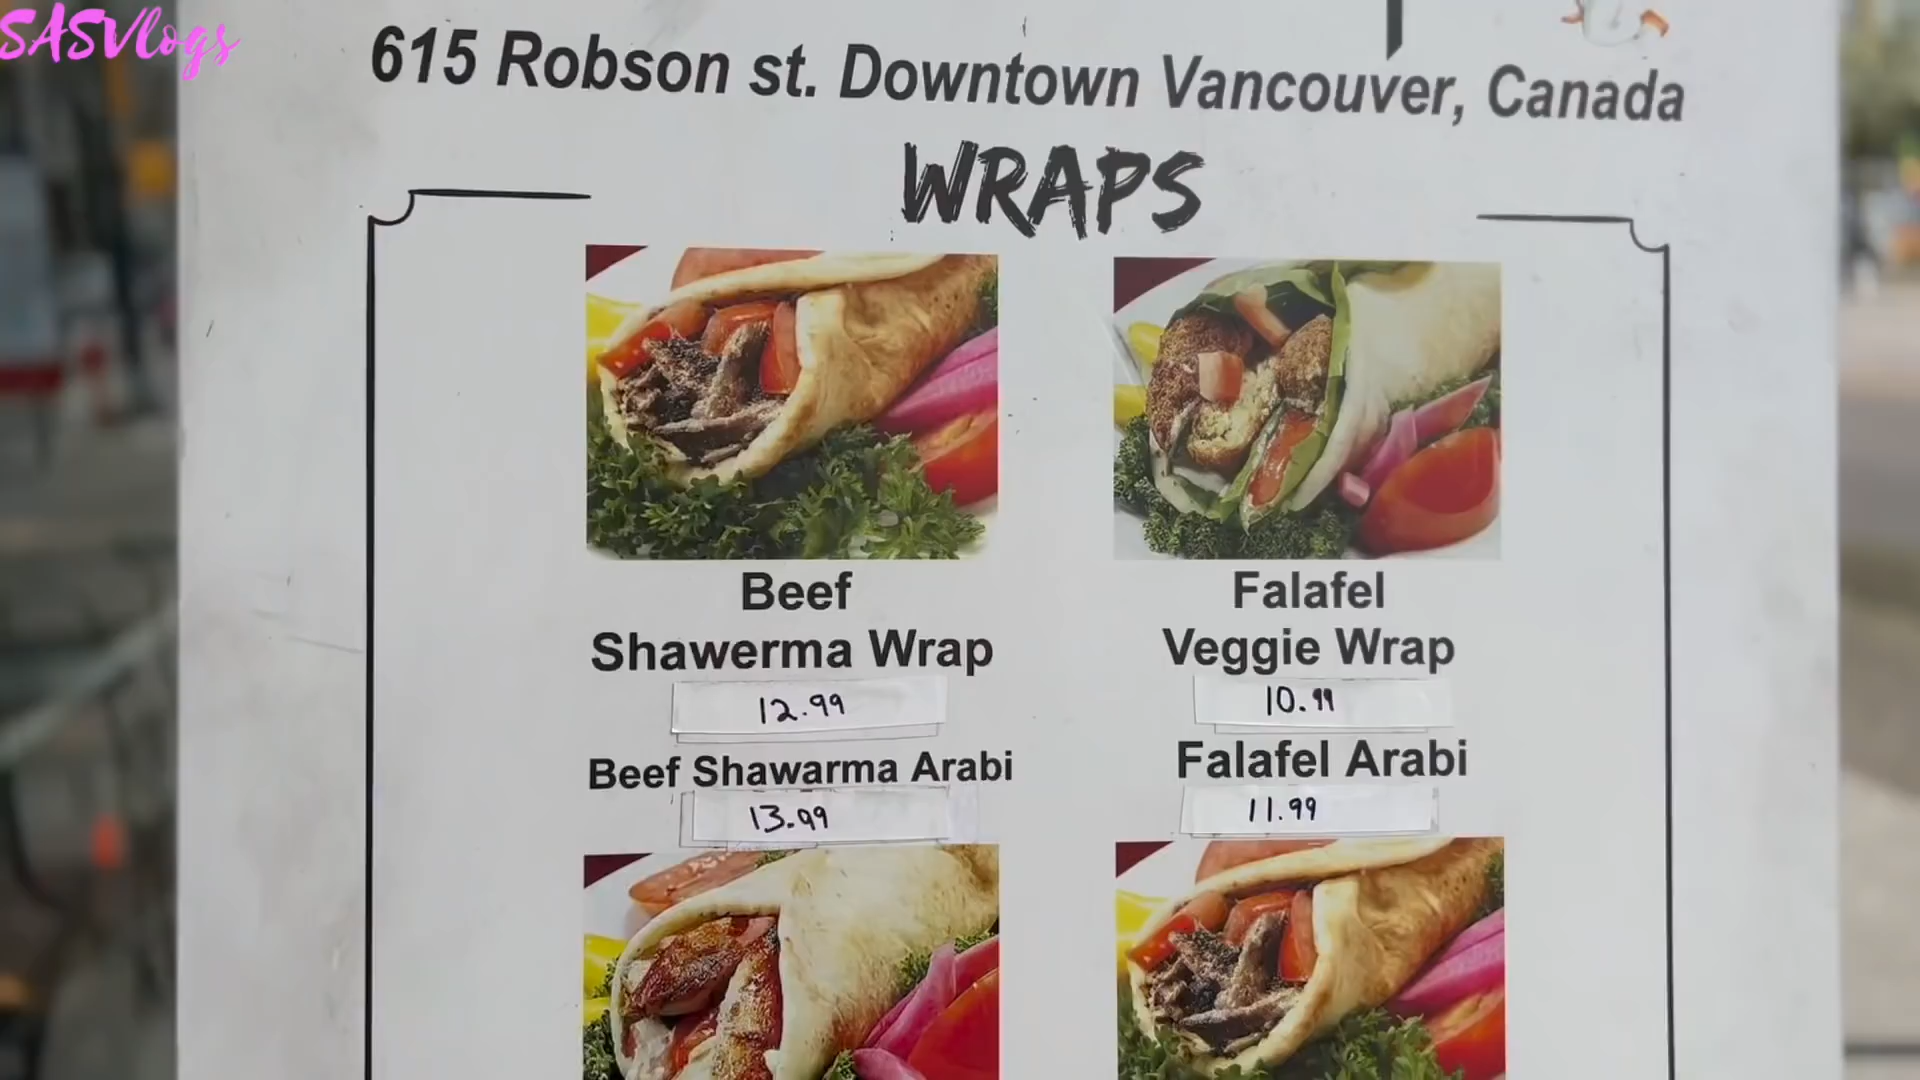 SASVlogs
615 Robson st. Downtown Vancouver, Canada
WRAPS
Beef
Shawerma Wrap
12.99
Beef Shawarma Arabi
13.99
Falafel
Veggie Wrap
10.99
Falafel Arabi
11.99